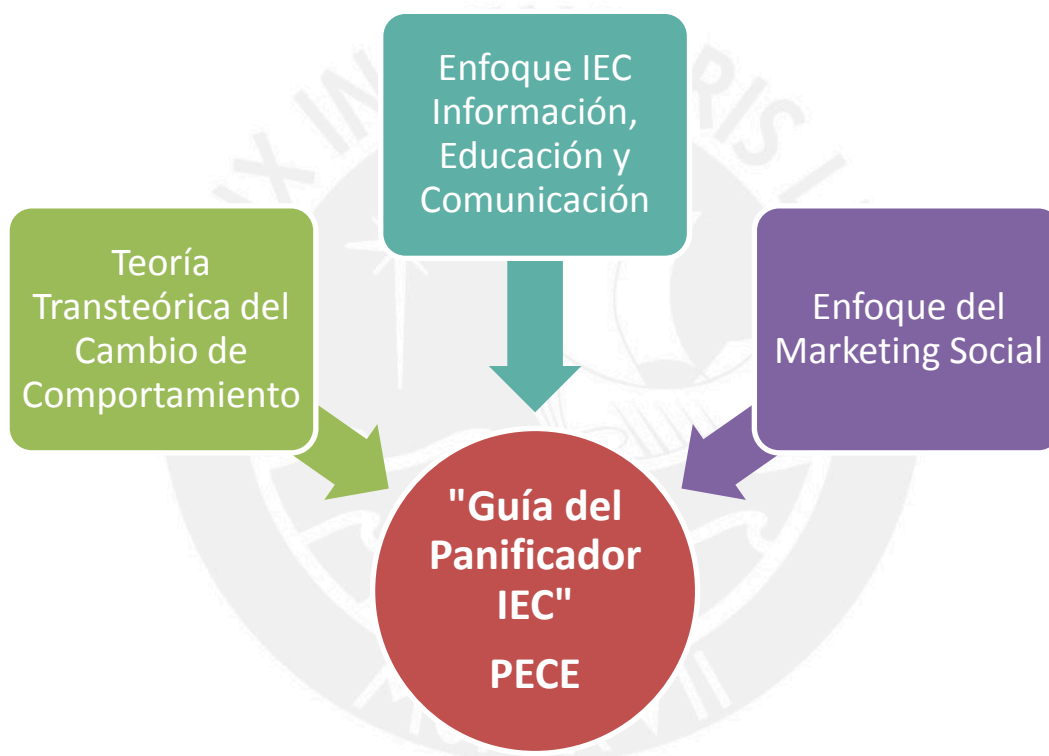 Enfoque IEC
Información,
Educación y
Comunicación
Teoría
Transteórica del
Cambio de
Comportamiento
Enfoque del
Marketing Social
"Guía del
Panificador
IEC"
PECE